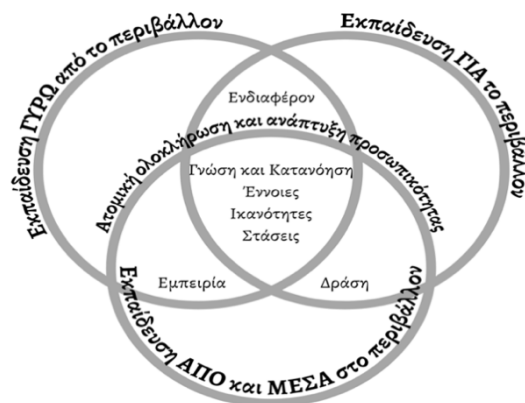 Εκπαίδευση ΓΥΡΩ από το περιβάλλον
Εκπαίδευση ΓΙΑ το περιβάλλον
Ενδιαφέρον
Ατομική ολοκλήρωση και ανάπτυξη προσωπικότητας
Γνώση και Κατανόηση
Έννοιες
Ικανότητες
Στάσεις
Εμπειρία
Δράση
Εκπαίδευση ΑΠΟ και ΜΕΣΑ στο περιβάλλον